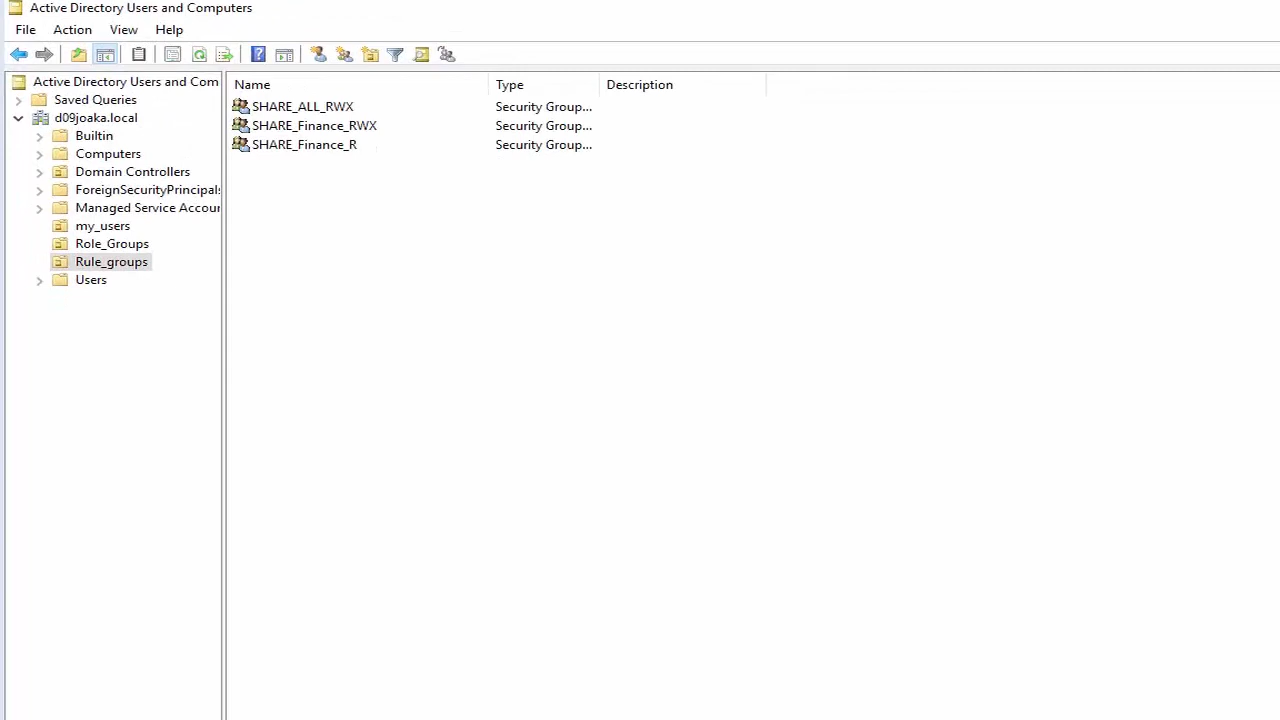 Active Directory Users and Computers
File Action View Help
Active Directory Users and Com
Saved Queries
d09joaka.local
Builtin
Computers
Domain Controllers
ForeignSecurityPrincipals
Managed Service Accour
my_users
Role_Groups
Rule_groups
Users
Name Type Description
SHARE_ALL_RWX Security Group...
SHARE_Finance_RWX Security Group...
SHARE_Finance_R Security Group...